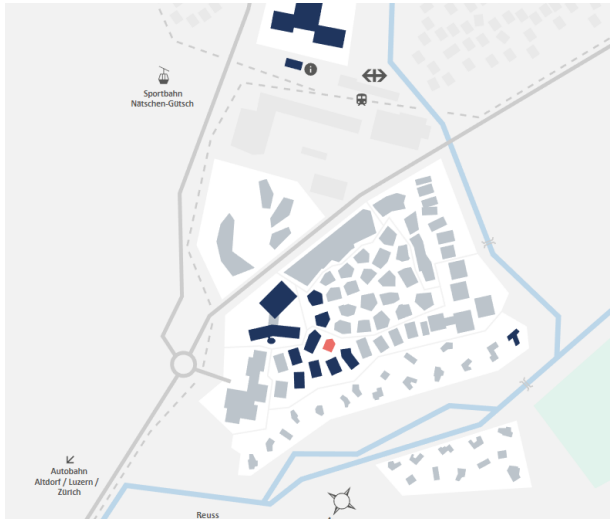 i
Sportbahn
Nätschen-Gütsch
Autobahn
Altdorf / Luzern /
Zürich
Reuss